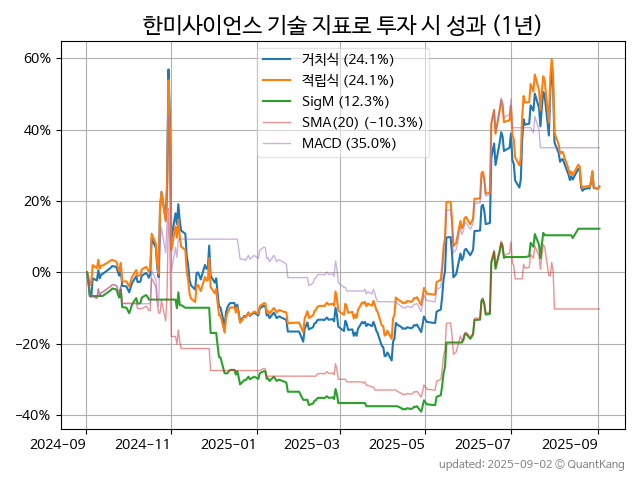 한미사이언스 기술 지표로 투자 시 성과 (1년)
거치식 (24.1%)
적립식 (24.1%)
SigM (12.3%)
SMA(20) (−10.3%)
MACD (35.0%)
60%
40%
20%
0%
−20%
−40%
2024-09 2024-11 2025-01 2025-03 2025-05 2025-07 2025-09
updated: 2025-09-02 © QuantKang